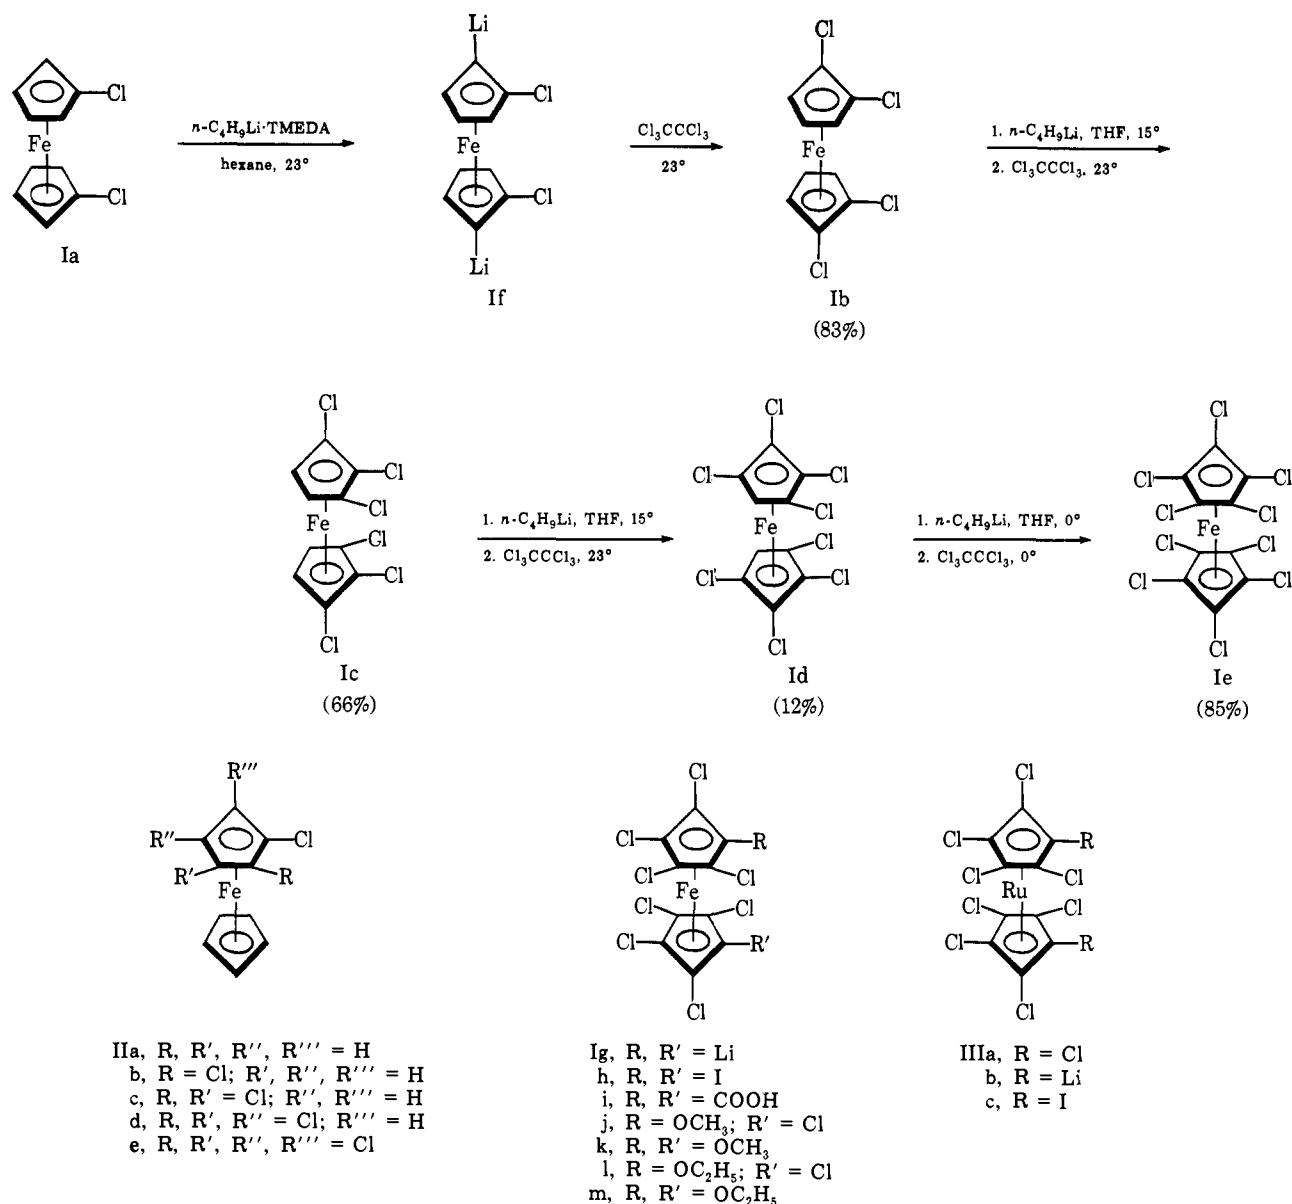 Cl
Fe
Cl
Ia
n-C₄H₉Li·TMEDA
hexane, 23°
Li
Cl
Fe
Cl
Li
If
Cl₃CCCl₃
23°
Cl
Cl
Fe
Cl
Cl
Ib
(83%)
1. n-C₄H₉Li, THF, 15°
2. Cl₃CCCl₃, 23°
Cl
Cl
Cl
Fe
Cl
Cl
Cl
Ic
(66%)
1. n-C₄H₉Li, THF, 15°
2. Cl₃CCCl₃, 23°
Cl
Cl Cl
Cl
Fe
Cl
Cl Cl
Cl
Id
(12%)
1. n-C₄H₉Li, THF, 0°
2. Cl₃CCCl₃, 0°
Cl
Cl Cl
Cl Cl
Fe
Cl Cl
Cl Cl
Cl
Ie
(85%)
R'''
R'' Cl
R' R
Fe
IIa, R, R', R'', R''' = H
b, R = Cl; R', R'', R''' = H
c, R, R' = Cl; R'', R''' = H
d, R, R', R'' = Cl; R''' = H
e, R, R', R'', R''' = Cl
Cl
Cl R
Cl Cl
Fe
Cl Cl
Cl R'
Cl
Ig, R, R' = Li
h, R, R' = I
i, R, R' = COOH
j, R = OCH₃; R' = Cl
k, R, R' = OCH₃
l, R = OC₂H₅; R' = Cl
m, R, R' = OC₂H₅
Cl
Cl R
Cl Cl
Ru
Cl Cl
Cl R
Cl
IIIa, R = Cl
b, R = Li
c, R = I